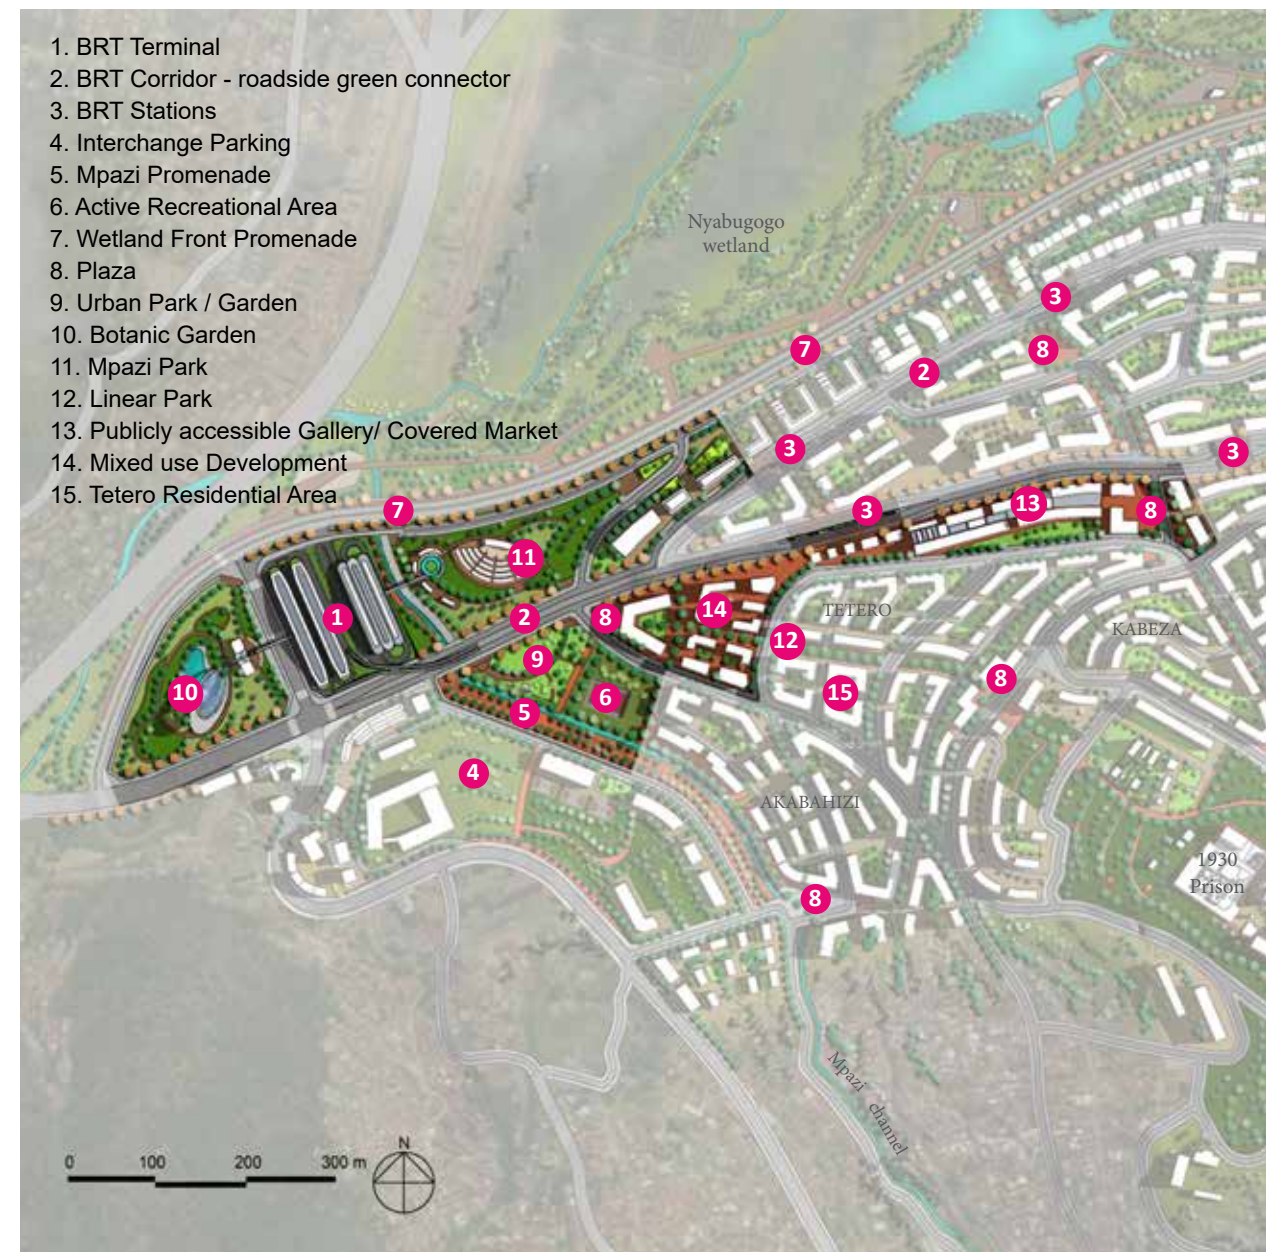 1. BRT Terminal
2. BRT Corridor - roadside green connector
3. BRT Stations
4. Interchange Parking
5. Mpazi Promenade
6. Active Recreational Area
7. Wetland Front Promenade
8. Plaza
9. Urban Park / Garden
10. Botanic Garden
11. Mpazi Park
12. Linear Park
13. Publicly accessible Gallery/ Covered Market
14. Mixed use Development
15. Tetero Residential Area
Nyabugogo
wetland
3
7
8
2
3
3
7
3
13
8
11
1
2
8
14
TETERO
KABEZA
12
9
8
10
6
15
5
4
AKABAHIZI
1930
Prison
8
Mpazi channel
N
0 100 200 300 m